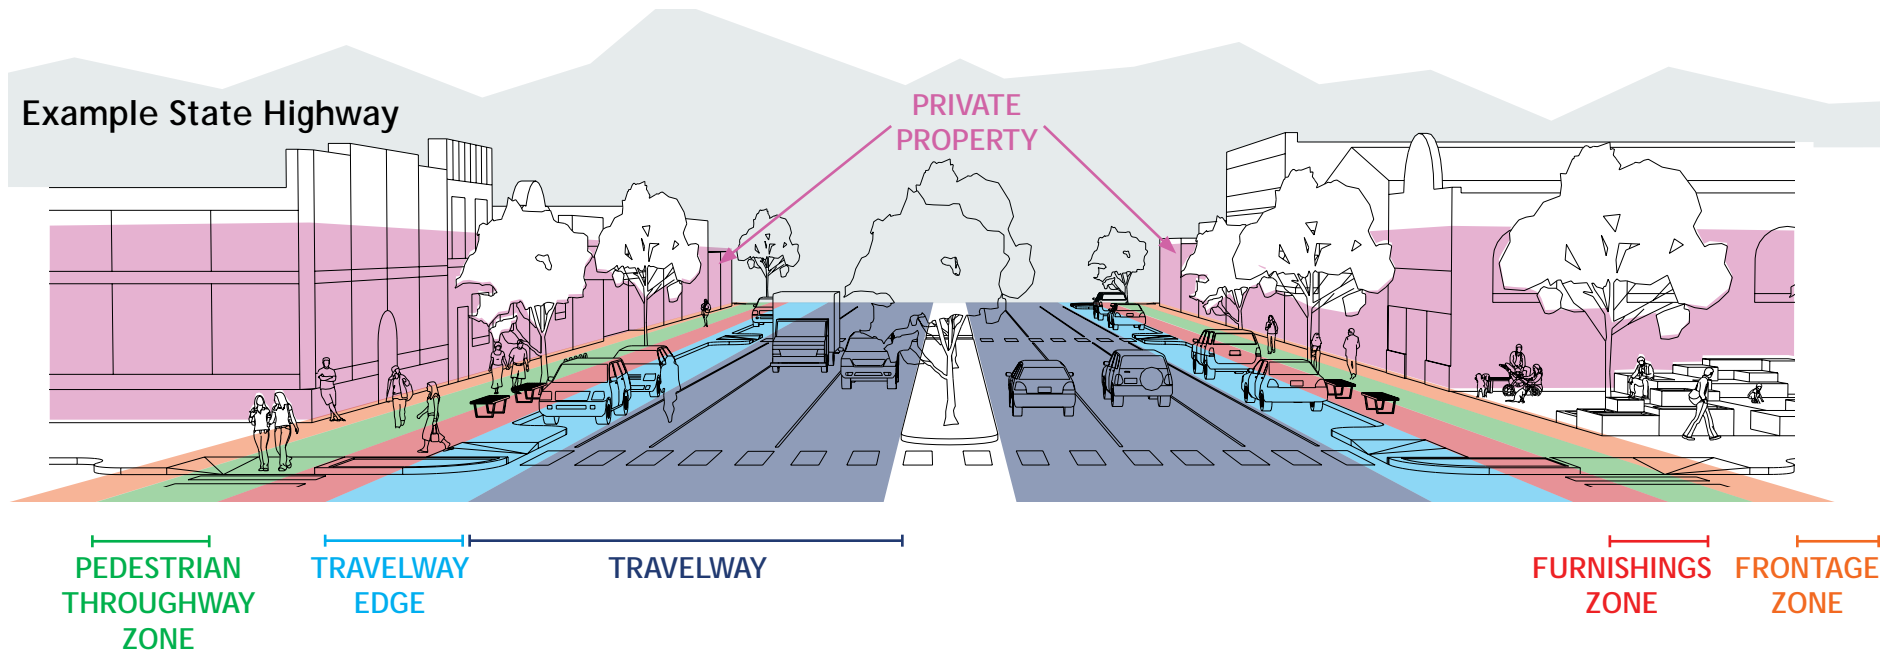 Example State Highway
PRIVATE
PROPERTY
PEDESTRIAN
THROUGHWAY
ZONE
TRAVELWAY
EDGE
TRAVELWAY
FURNISHINGS
ZONE
FRONTAGE
ZONE